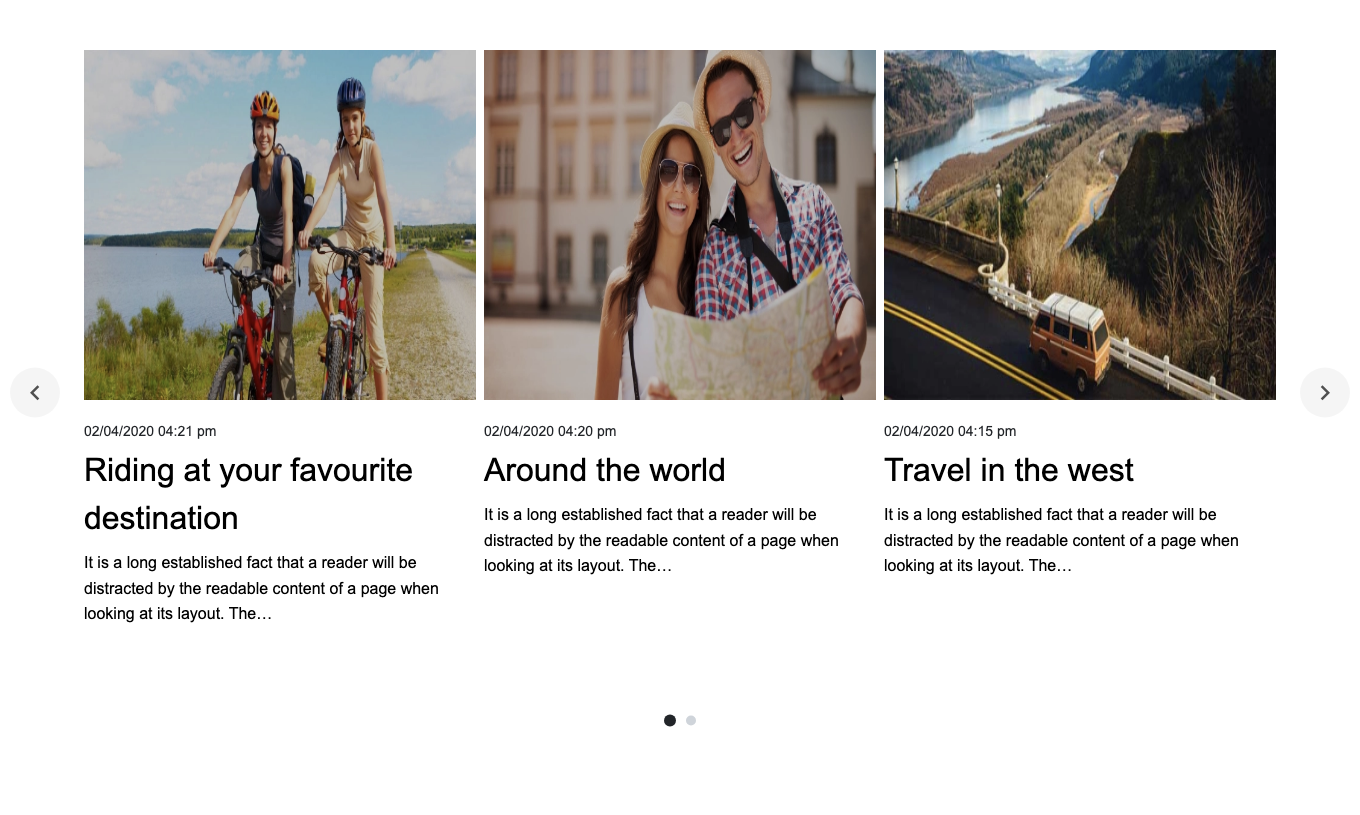 02/04/2020 04:21 pm
Riding at your favourite
destination
It is a long established fact that a reader will be
distracted by the readable content of a page when
looking at its layout. The…
02/04/2020 04:20 pm
Around the world
It is a long established fact that a reader will be
distracted by the readable content of a page when
looking at its layout. The…
02/04/2020 04:15 pm
Travel in the west
It is a long established fact that a reader will be
distracted by the readable content of a page when
looking at its layout. The…